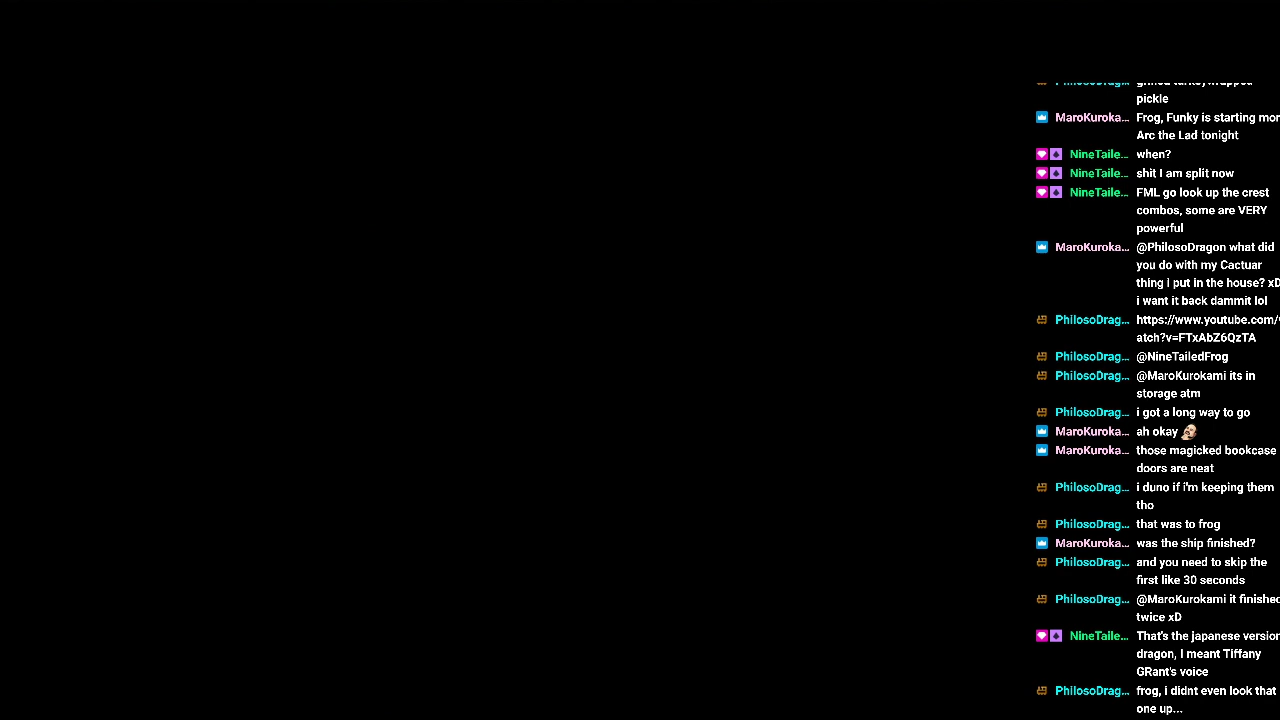 pickle
MaroKuroka... Frog, Funky is starting mor
Arc the Lad tonight
NineTaile... when?
NineTaile... shit I am split now
NineTaile... FML go look up the crest
combos, some are VERY
powerful
MaroKuroka... @PhilosoDragon what did
you do with my Cactuar
thing I put in the house? xD
i want it back dammit lol
PhilosoDrag... https://www.youtube.com/
atch?v=FTxAbZ6QzTA
PhilosoDrag... @NineTailedFrog
PhilosoDrag... @MaroKurokami its in
storage atm
PhilosoDrag... i got a long way to go
MaroKuroka... ah okay
MaroKuroka... those magicked bookcase
doors are neat
PhilosoDrag... i duno if i'm keeping them
tho
PhilosoDrag... that was to frog
MaroKuroka... was the ship finished?
PhilosoDrag... and you need to skip the
first like 30 seconds
PhilosoDrag... @MaroKurokami it finished
twice xD
NineTaile... That's the japanese version
dragon, I meant Tiffany
GRant's voice
PhilosoDrag... frog, i didnt even look that
one up...